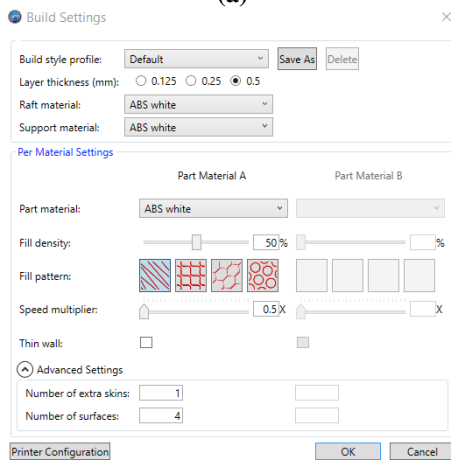 (a)
Build Settings
Build style profile: Default Save As Delete
Layer thickness (mm): 0.125 0.25 0.5
Raft material: ABS white
Support material: ABS white
Per Material Settings
Part Material A Part Material B
Part material: ABS white
Fill density: 50 % %
Fill pattern:
Speed multiplier: 0.5 X X
Thin wall:
Advanced Settings
Number of extra skins: 1
Number of surfaces: 4
Printer Configuration OK Cancel